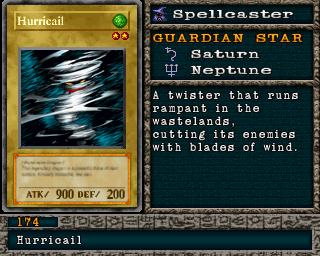 Hurricail
ATK/ 900 DEF/ 200
Spellcaster
GUARDIAN STAR
Saturn
Neptune
A twister that runs
rampant in the
wastelands,
cutting its enemies
with blades of wind.
174
Hurricail